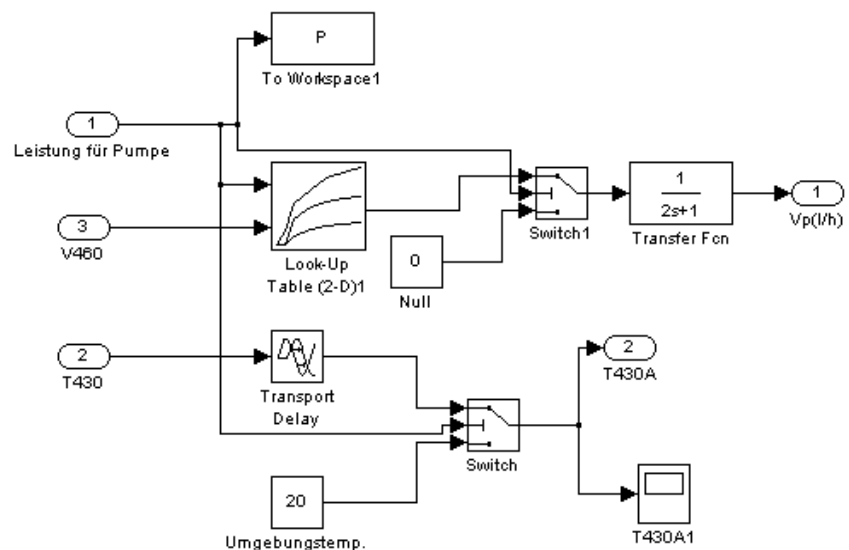 P
To Workspace1
1
Leistung für Pumpe
3
V460
Look-Up
Table (2-D)1
0
Null
Switch1
1
2s+1
Transfer Fcn
1
Vp(l/h)
2
T430
Transport
Delay
20
Umgebungstemp.
Switch
2
T430A
T430A1